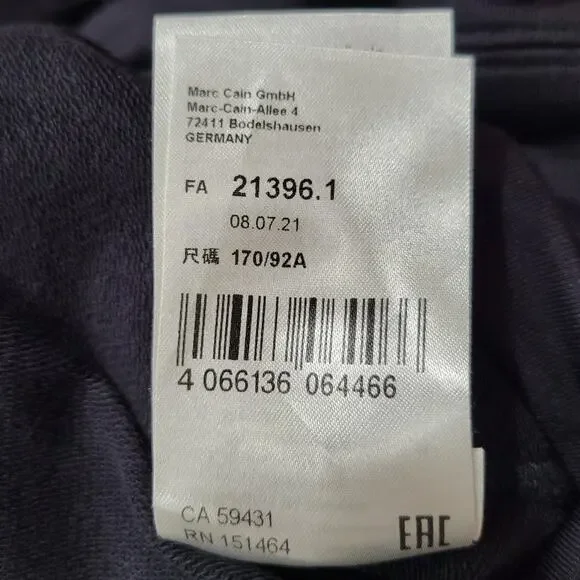 Marc Cain GmbH
Marc-Cain-Allee 4
72411 Bodelshausen
GERMANY
FA 21396.1
08.07.21
尺碼 170/92A
4 066136 064466
CA 59431
RN 151464
EAC